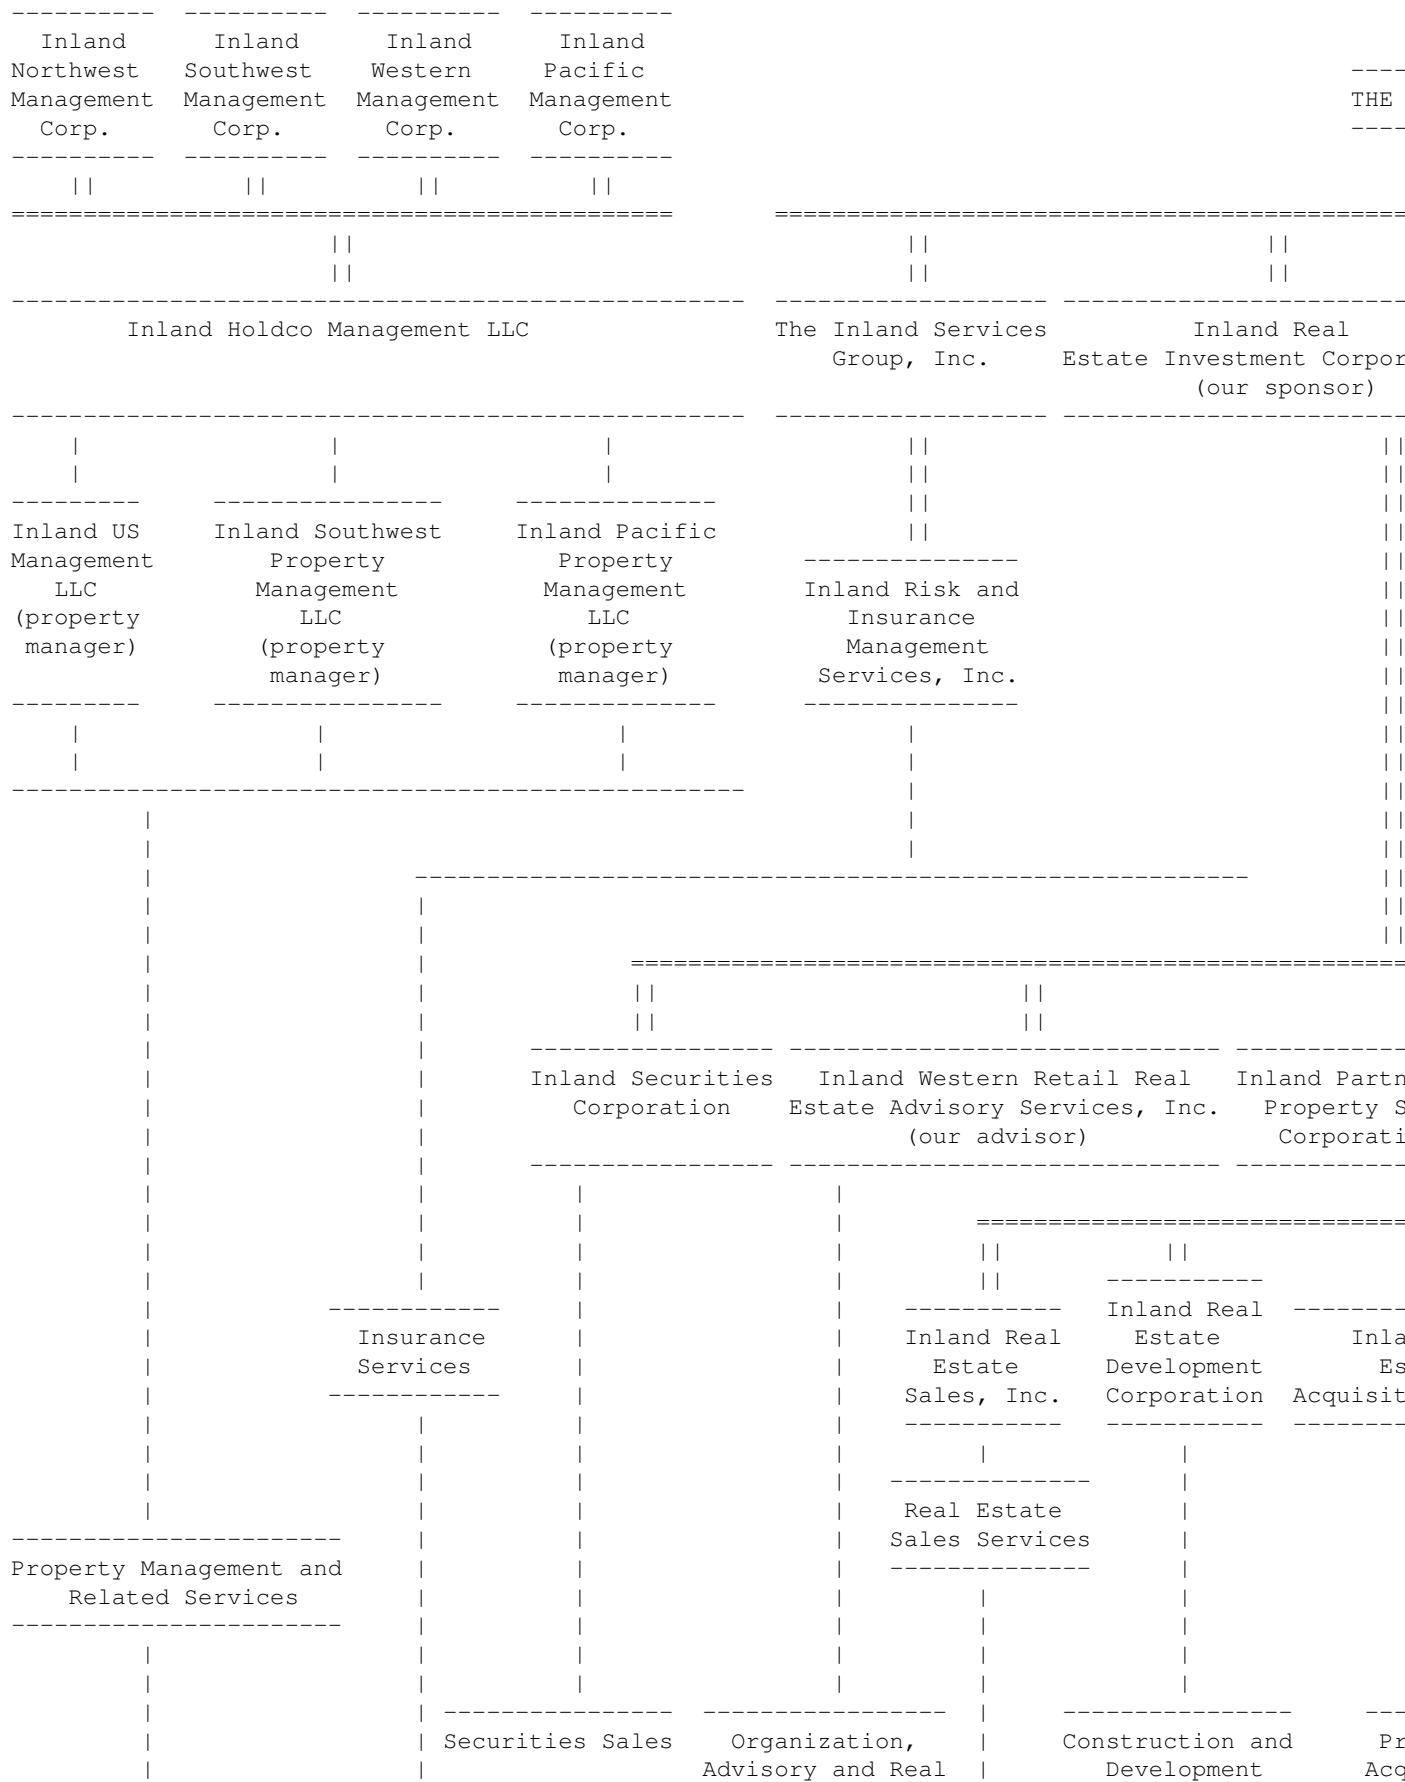 Inland Inland Inland Inland
Northwest Southwest Western Pacific
Management Management Management Management THE
Corp. Corp. Corp. Corp.
Inland Holdco Management LLC The Inland Services Inland Real
Group, Inc. Estate Investment Corpor
(our sponsor)
Inland US Inland Southwest Inland Pacific
Management Property Property
LLC Management Management Inland Risk and
(property LLC LLC Insurance
manager) (property (property Management
manager) manager) Services, Inc.
Inland Securities Inland Western Retail Real Inland Partn
Corporation Estate Advisory Services, Inc. Property S
(our advisor) Corporati
Inland Real
Insurance Inland Real Estate Inla
Services Estate Development Es
Sales, Inc. Corporation Acquisit
Real Estate
Sales Services
Property Management and
Related Services
Securities Sales Organization, Construction and Pr
Advisory and Real Development Acq